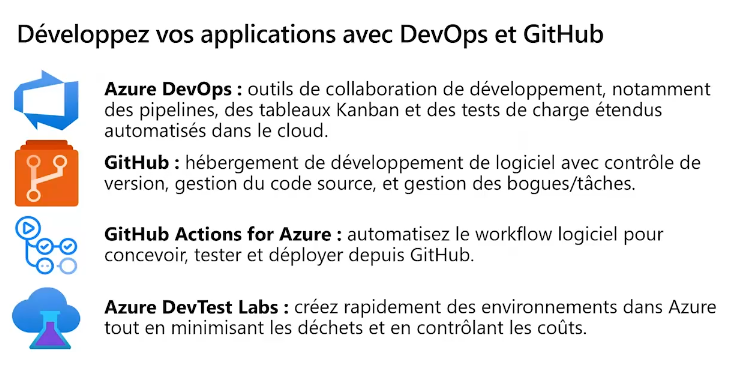 Développez vos applications avec DevOps et GitHub
Azure DevOps : outils de collaboration de développement, notamment
des pipelines, des tableaux Kanban et des tests de charge étendus
automatisés dans le cloud.
GitHub : hébergement de développement de logiciel avec contrôle de
version, gestion du code source, et gestion des bogues/tâches.
GitHub Actions for Azure : automatisez le workflow logiciel pour
concevoir, tester et déployer depuis GitHub.
Azure DevTest Labs : créez rapidement des environnements dans Azure
tout en minimisant les déchets et en contrôlant les coûts.